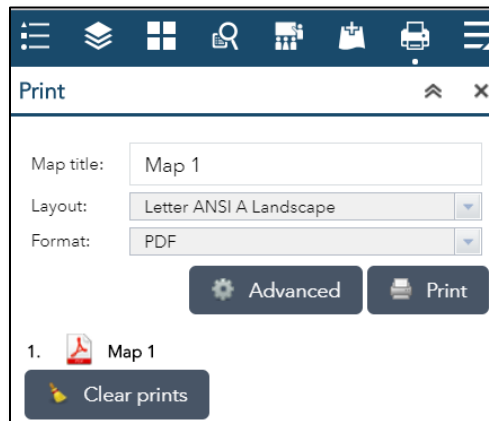 Print
Map title: Map 1
Layout: Letter ANSI A Landscape
Format: PDF
Advanced Print
1. Map 1
Clear prints